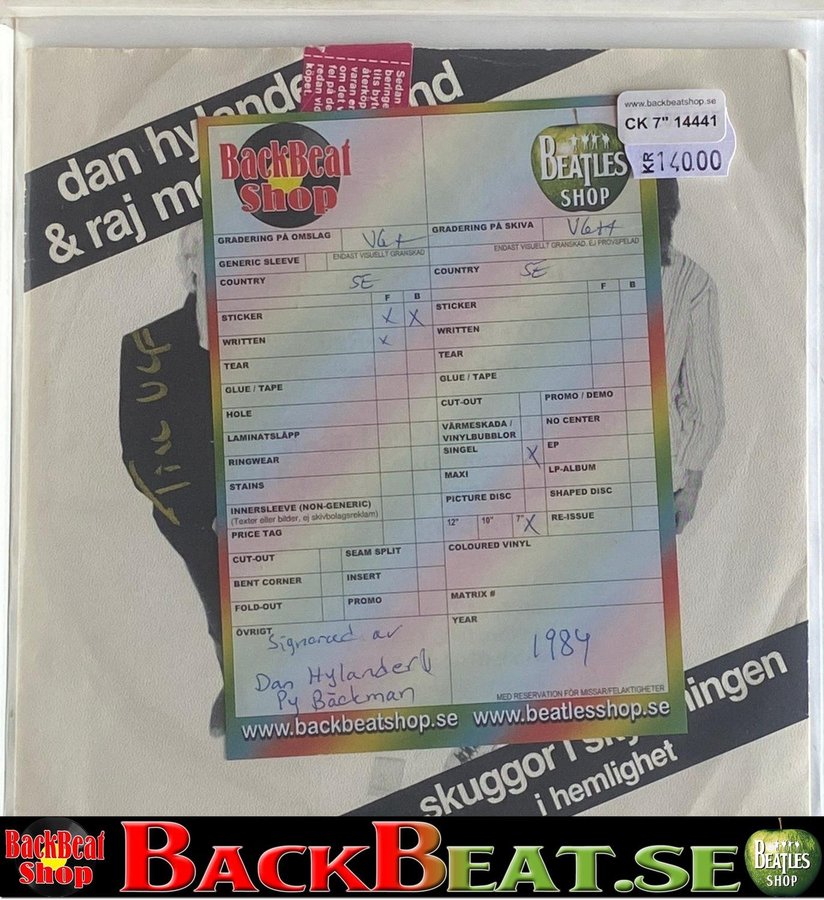 dan hy
& raj m
nd
Sedan
www.backbeatshop.se
CK 7" 14441
KR 140.00
BackBeat
Shop
BEATLES
SHOP
GRADERING PÅ OMSLAG VG+
ENDAST VISUELLT GRANSKAD
GENERIC SLEEVE
COUNTRY SE
F B
STICKER X X
WRITTEN X
TEAR
GLUE / TAPE
HOLE
LAMINATSLÄPP
RINGWEAR
STAINS
INNERSLEEVE (NON-GENERIC)
(Texter eller bilder, ej skivbolagsreklam)
PRICE TAG
CUT-OUT SEAM SPLIT
BENT CORNER INSERT
FOLD-OUT PROMO
ÖVRIGT
Signerad av
Dan Hylander &
Py Bäckman
GRADERING PÅ SKIVA VG++
ENDAST VISUELLT GRANSKAD, EJ PROVSPELAD
COUNTRY SE
F B
STICKER
WRITTEN
TEAR
GLUE / TAPE
CUT-OUT PROMO / DEMO
VÄRMESKADA /
VINYLBUBBLOR NO CENTER
SINGEL X EP
MAXI LP-ALBUM
PICTURE DISC SHAPED DISC
12" 10" 7" X RE-ISSUE
COLOURED VINYL
MATRIX #
YEAR
1984
MED RESERVATION FÖR MISSAR/FELAKTIGHETER
www.backbeatshop.se www.beatlesshop.se
Till Ulf
skuggor i sky ningen
i hemlighet
BackBeat
Shop
BACKBEAT.SE
BEATLES
SHOP